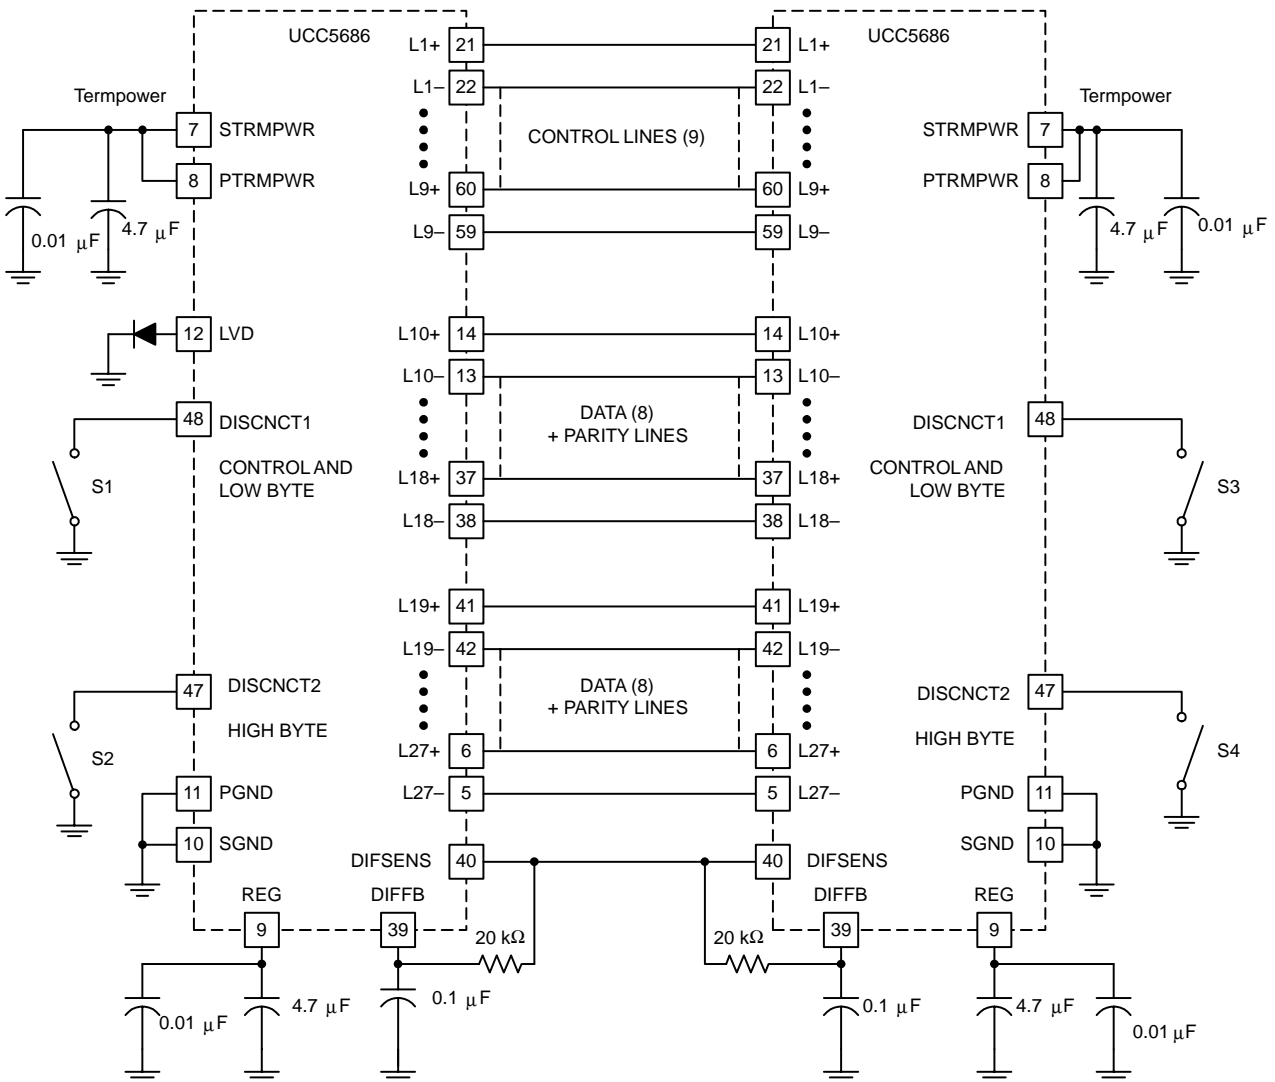 UCC5686
UCC5686
L1+ 21
21 L1+
L1– 22
22 L1–
Termpower
Termpower
7 STRMPWR
STRMPWR 7
CONTROL LINES (9)
8 PTRMPWR
PTRMPWR 8
L9+ 60
60 L9+
0.01 μF
4.7 μF
L9– 59
59 L9–
4.7 μF
0.01 μF
12 LVD
L10+ 14
14 L10+
L10– 13
13 L10–
48 DISCNCT1
DATA (8)
+ PARITY LINES
DISCNCT1 48
S1
CONTROL AND
LOW BYTE
L18+ 37
37 L18+
CONTROL AND
LOW BYTE
S3
L18– 38
38 L18–
L19+ 41
41 L19+
L19– 42
42 L19–
47 DISCNCT2
DATA (8)
+ PARITY LINES
DISCNCT2 47
HIGH BYTE
HIGH BYTE
S2
L27+ 6
6 L27+
S4
11 PGND
L27– 5
5 L27–
PGND 11
10 SGND
SGND 10
DIFSENS 40
40 DIFSENS
REG
DIFFB
DIFFB
REG
9
39
39
9
20 kΩ
20 kΩ
0.01 μF
4.7 μF
0.1 μF
0.1 μF
4.7 μF
0.01 μF